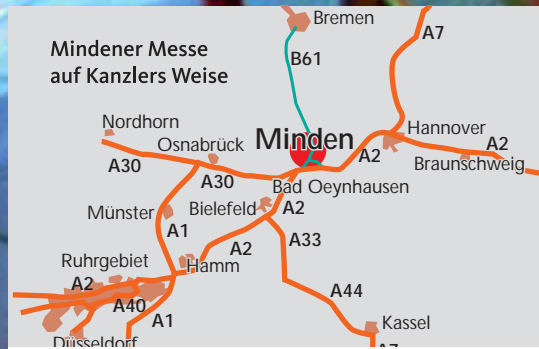 Mindener Messe
auf Kanzlers Weise
Bremen
B61
A7
Nordhorn
Osnabrück
Minden
Hannover
A2
A2
Braunschweig
A30
A30
Bad Oeynhausen
Münster
Bielefeld
A2
A1
A2
A33
Ruhrgebiet
Hamm
A2
A44
A40
A1
Kassel
Düsseldorf
A7